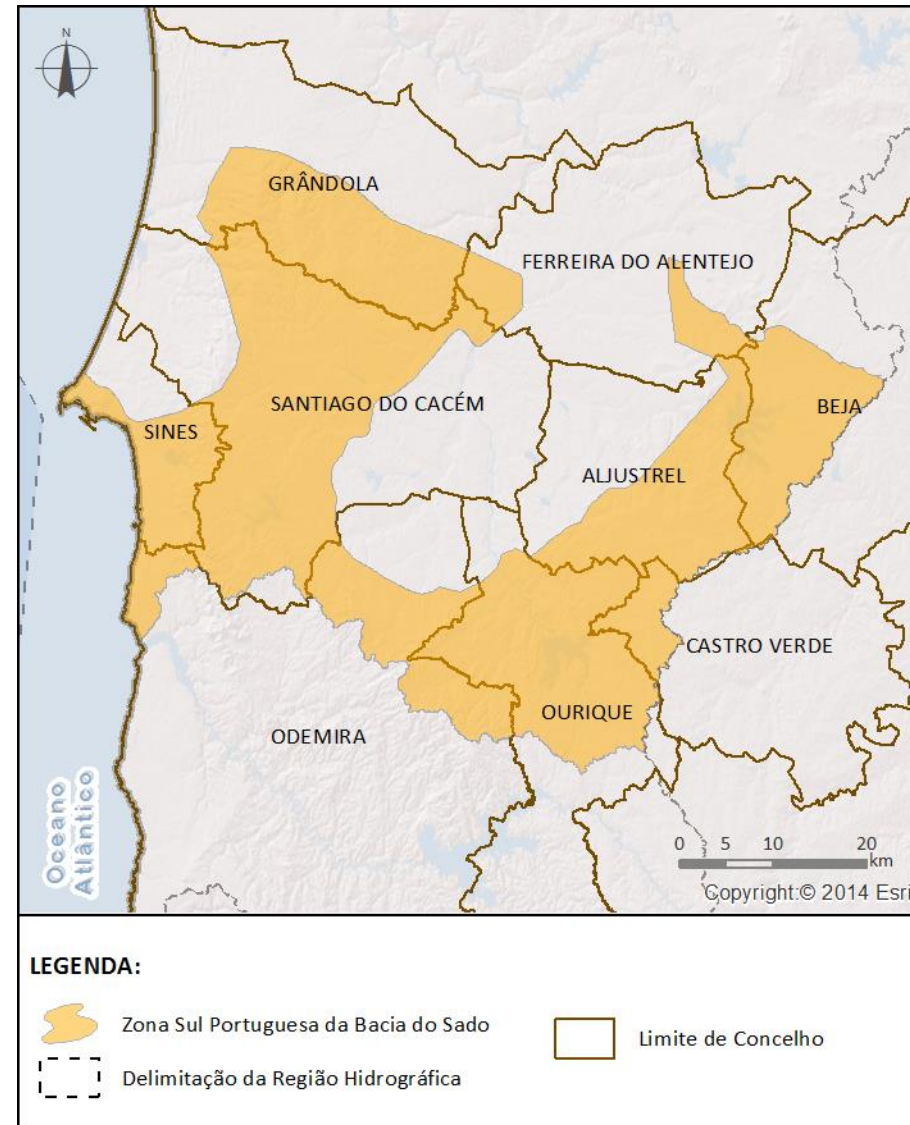 N
GRÂNDOLA
FERREIRA DO ALENTEJO
SANTIAGO DO CACÉM
BEJA
SINES
ALJUSTREL
CASTRO VERDE
OURIQUE
ODEMIRA
Oceano
Atlântico
0 5 10 20
km
Copyright:© 2014 Esri
LEGENDA:
Zona Sul Portuguesa da Bacia do Sado
Limite de Concelho
Delimitação da Região Hidrográfica